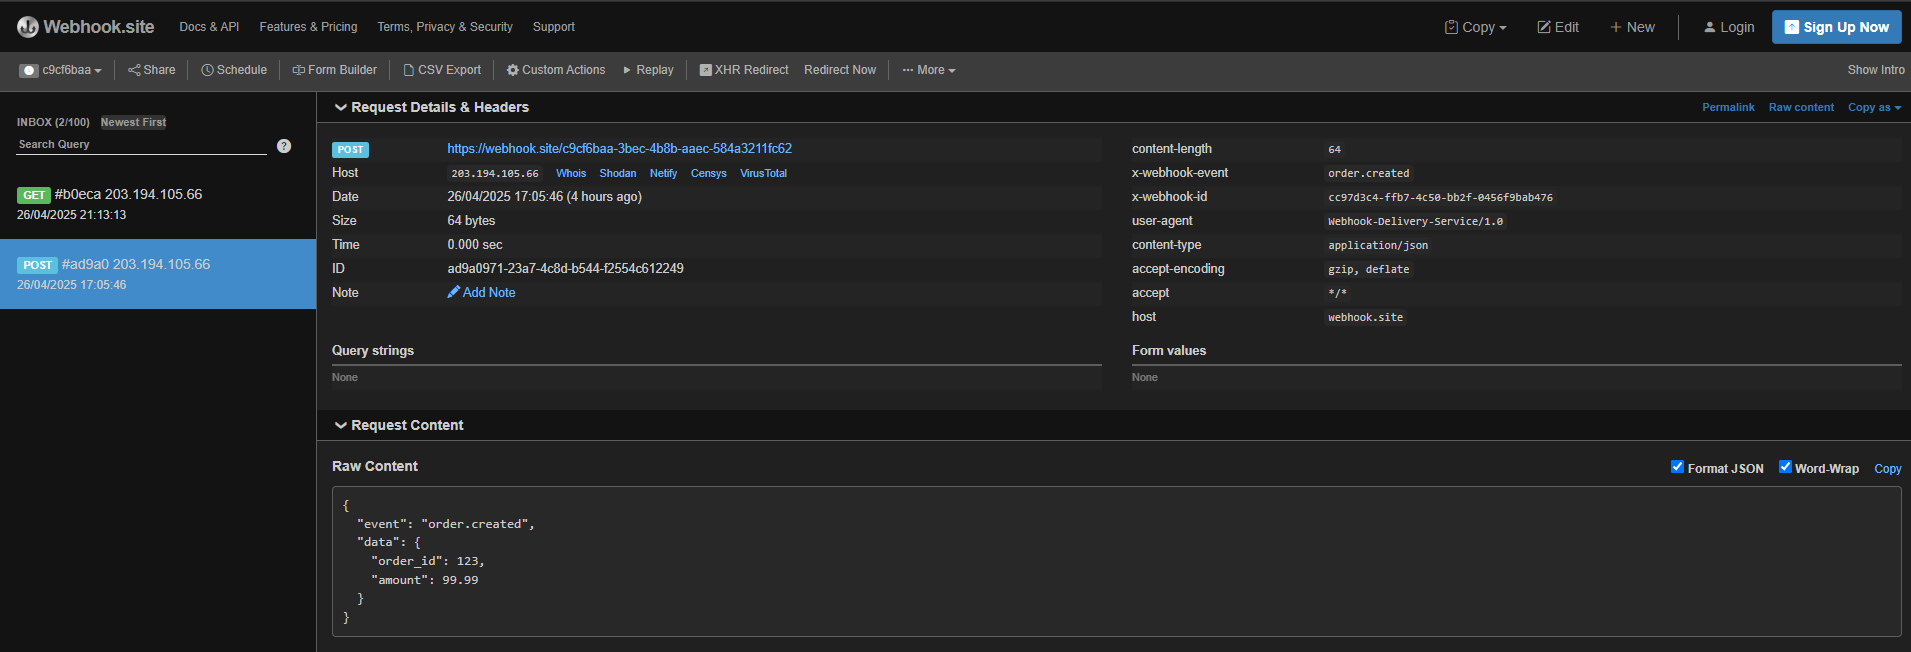 Webhook.site Docs & API Features & Pricing Terms, Privacy & Security Support Copy Edit New Login Sign Up Now
c9cf6baa Share Schedule Form Builder CSV Export Custom Actions Replay XHR Redirect Redirect Now More Show Intro
INBOX (2/100) Newest First
Search Query ?
GET #b0eca 203.194.105.66
26/04/2025 21:13:13
POST #ad9a0 203.194.105.66
26/04/2025 17:05:46
Request Details & Headers Permalink Raw content Copy as
POST https://webhook.site/c9cf6baa-3bec-4b8b-aaec-584a3211fc62
Host 203.194.105.66 Whois Shodan Netify Censys VirusTotal
Date 26/04/2025 17:05:46 (4 hours ago)
Size 64 bytes
Time 0.000 sec
ID ad9a0971-23a7-4c8d-b544-f2554c612249
Note Add Note
content-length 64
x-webhook-event order.created
x-webhook-id cc97d3c4-ffb7-4c50-bb2f-0456f9bab476
user-agent Webhook-Delivery-Service/1.0
content-type application/json
accept-encoding gzip, deflate
accept */*
host webhook.site
Query strings
None
Form values
None
Request Content
Raw Content Format JSON Word-Wrap Copy
{
"event": "order.created",
"data": {
"order_id": 123,
"amount": 99.99
}
}